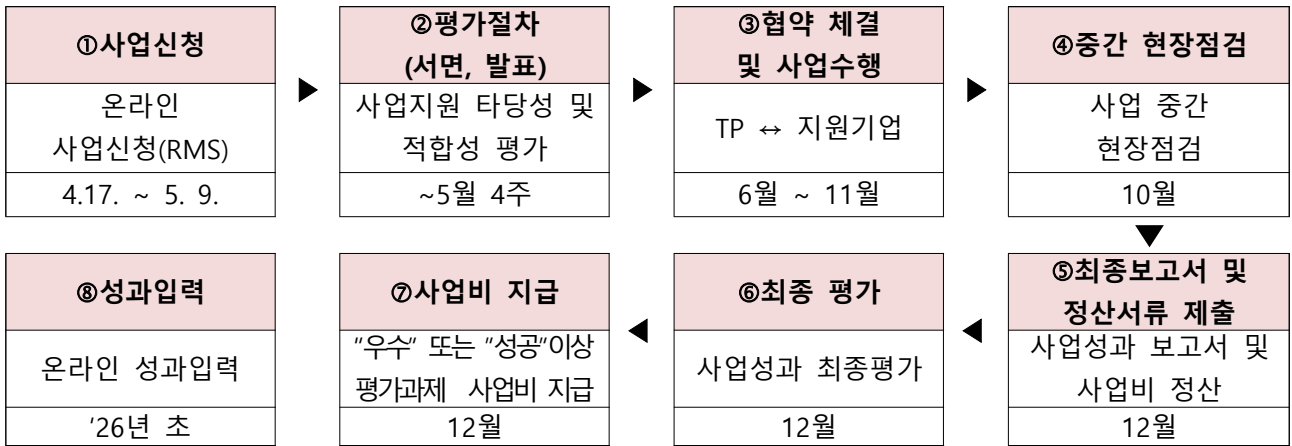 ①사업신청
온라인
사업신청(RMS)
4.17. ~ 5. 9.
▶
②평가절차
(서면, 발표)
사업지원 타당성 및
적합성 평가
~5월 4주
▶
③협약 체결
및 사업수행
TP ↔ 지원기업
6월 ~ 11월
▶
④중간 현장점검
사업 중간
현장점검
10월
▼
⑤최종보고서 및
정산서류 제출
사업성과 보고서 및
사업비 정산
12월
◀
⑥최종 평가
사업성과 최종평가
12월
◀
⑦사업비 지급
"우수" 또는 "성공"이상
평가과제 사업비 지급
12월
◀
⑧성과입력
온라인 성과입력
'26년 초